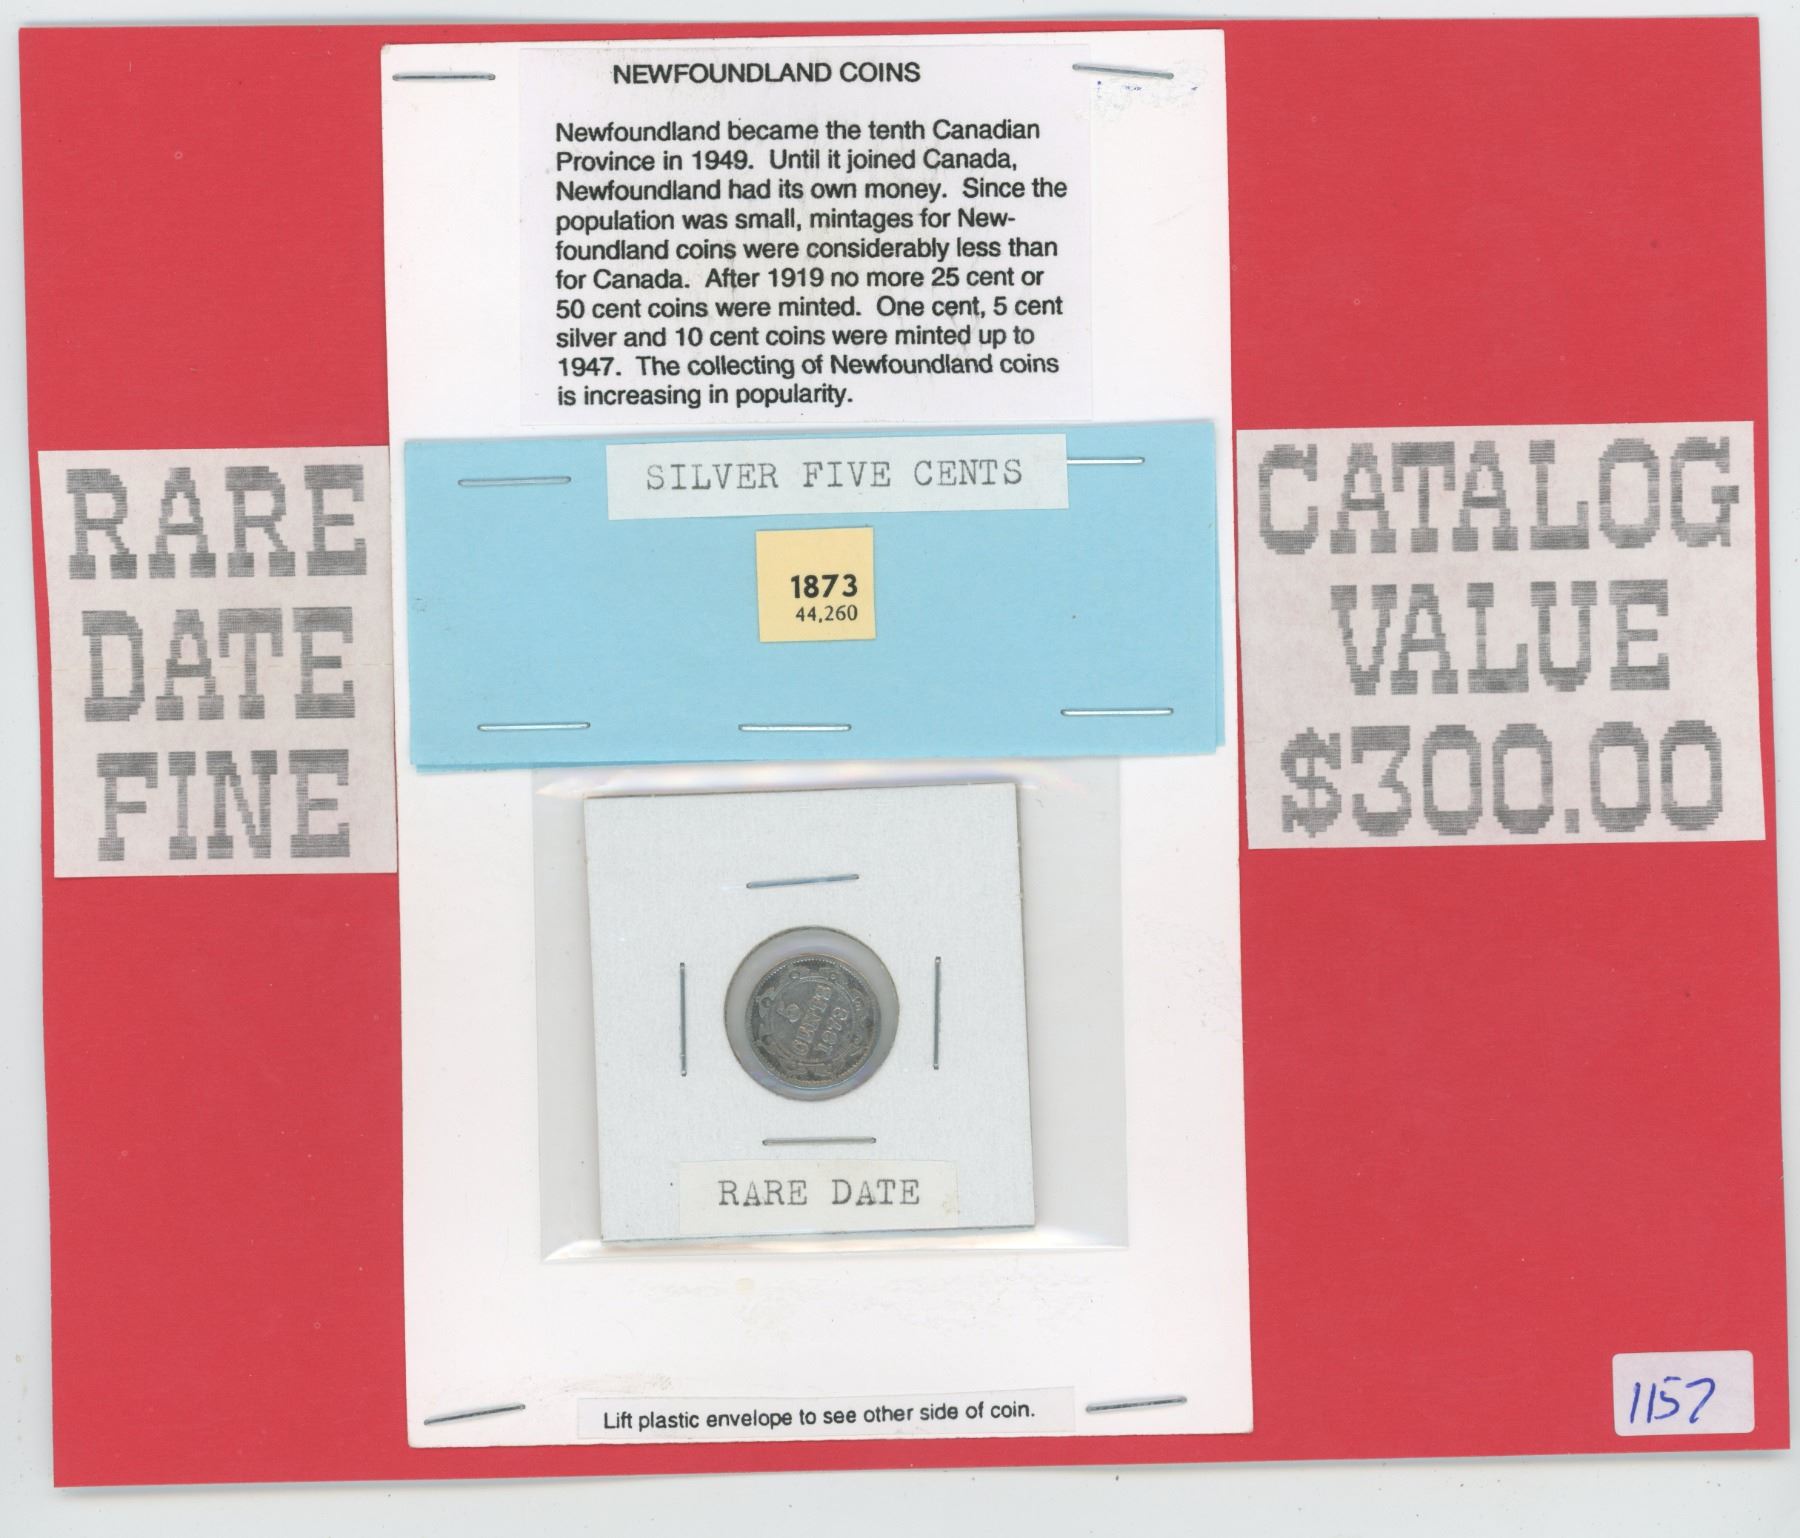 NEWFOUNDLAND COINS
Newfoundland became the tenth Canadian
Province in 1949. Until it joined Canada,
Newfoundland had its own money. Since the
population was small, mintages for New-
foundland coins were considerably less than
for Canada. After 1919 no more 25 cent or
50 cent coins were minted. One cent, 5 cent
silver and 10 cent coins were minted up to
1947. The collecting of Newfoundland coins
is increasing in popularity.
RARE
DATE
FINE
SILVER FIVE CENTS
1873
44,260
CATALOG
VALUE
$300.00
5
CENTS
1873
RARE DATE
Lift plastic envelope to see other side of coin.
1157